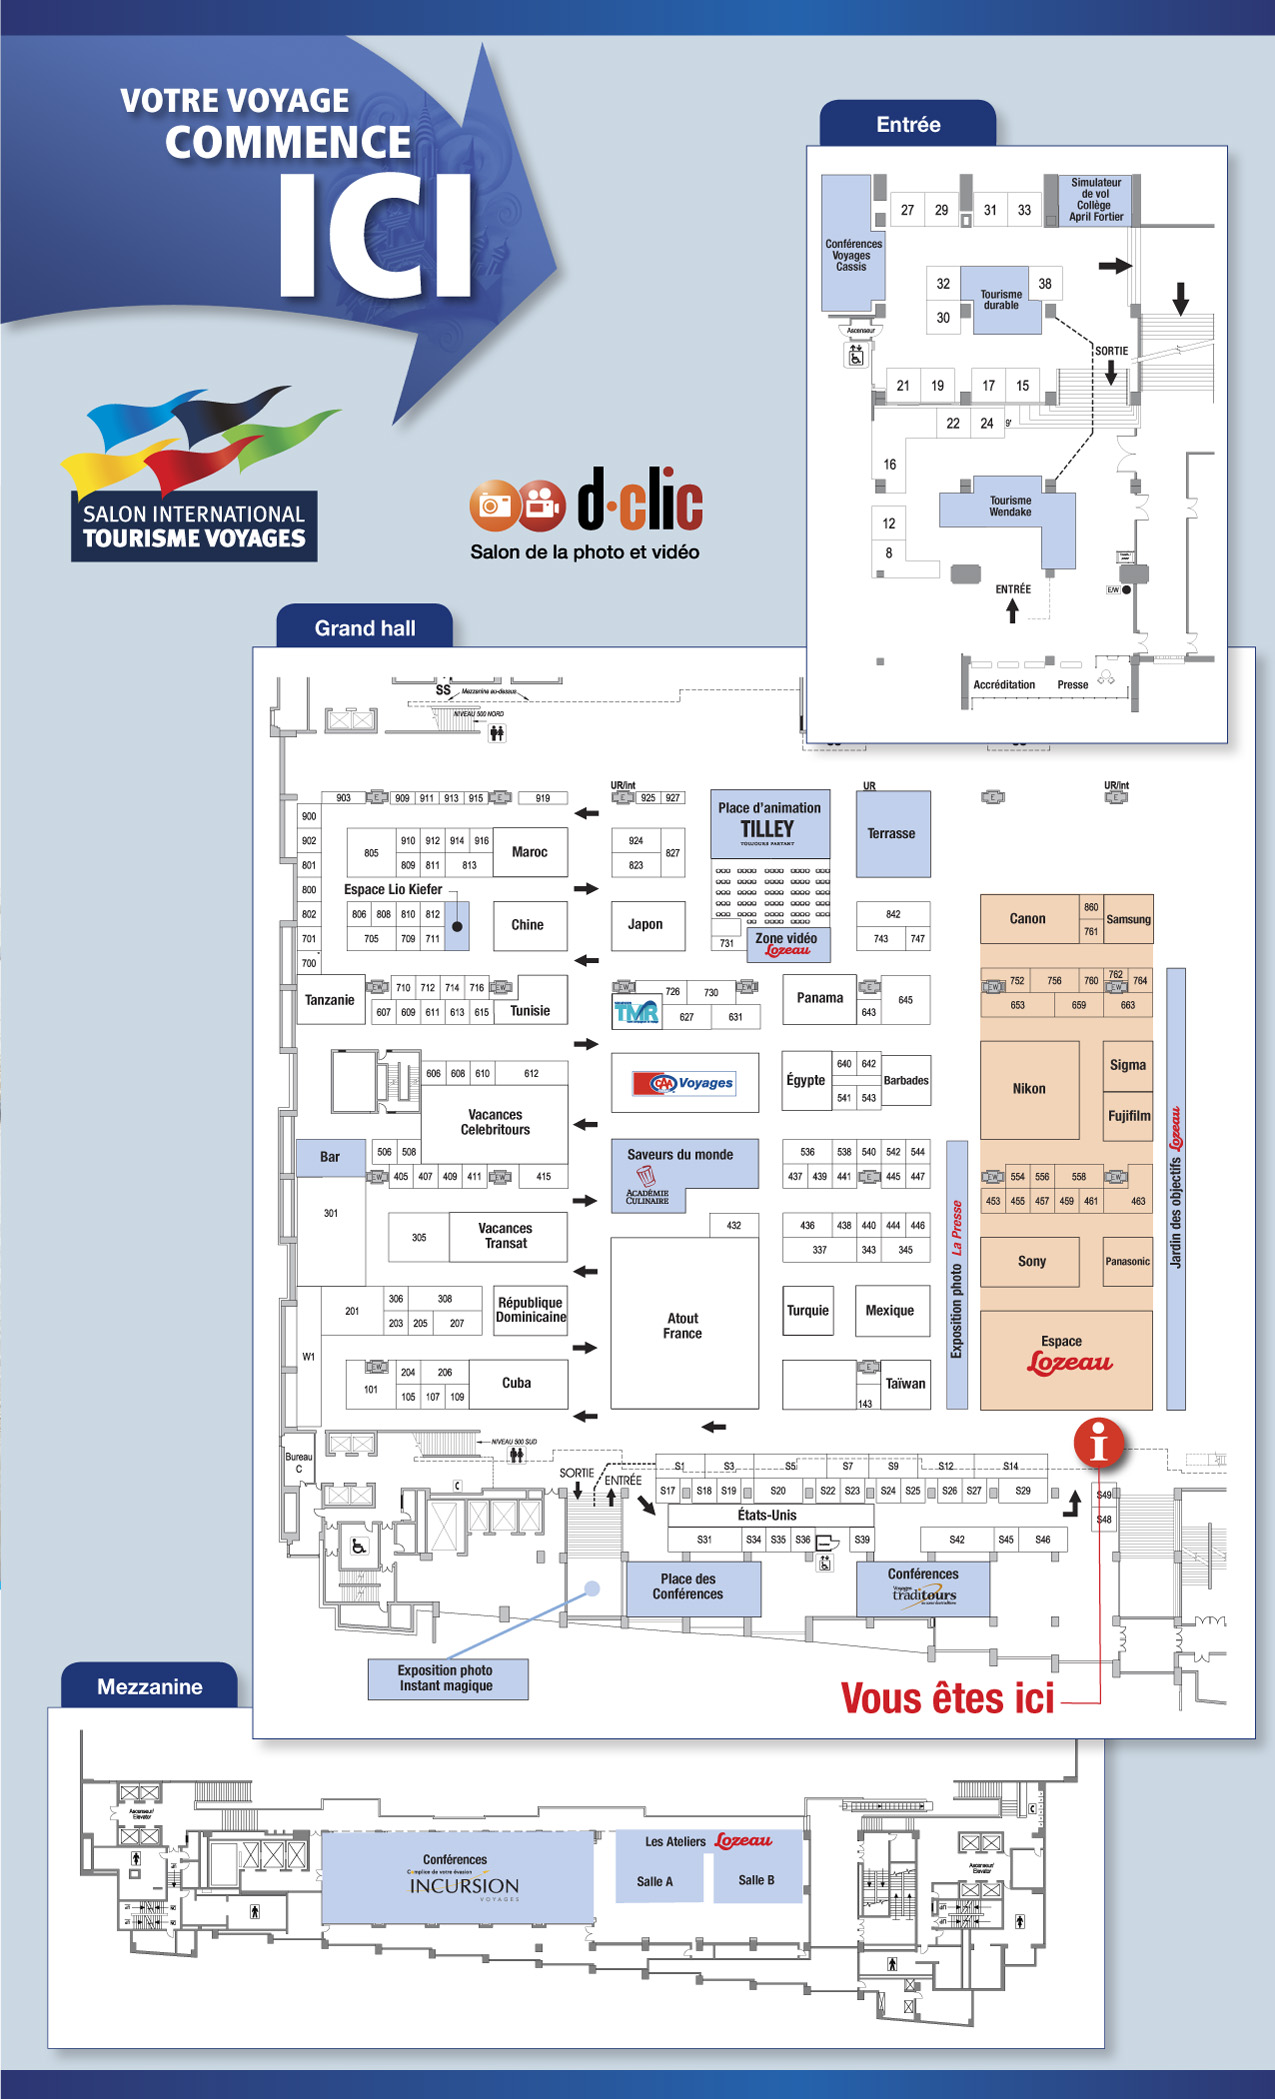 VOTRE VOYAGE
COMMENCE
ICI
SALON INTERNATIONAL
TOURISME VOYAGES
d·clic
Salon de la photo et vidéo
Entrée
Simulateur
de vol
Collège
April Fortier
27 29 31 33
Conférences
Voyages
Cassis
32 38
Tourisme
durable
30
Ascenseur
SORTIE
21 19 17 15
22 24 9'
16
Tourisme
Wendake
12
8
E/W
ENTRÉE
Accréditation Presse
Grand hall
SS Mezzanine au-dessus
NIVEAU 500 NORD
UR/int UR UR/int
903 E 909 911 913 915 E 919 E 925 927 E E
900
Place d'animation
TILLEY
TOUJOURS PARTANT
Terrasse
902 910 912 914 916 924
805 Maroc 827
801 809 811 813 823
800 Espace Lio Kiefer
802 806 808 810 812 842
Chine Japon
701 705 709 711 731 743 747
Zone vidéo
Lozeau
700
Canon 860 Samsung
761
Tanzanie EW 710 712 714 716 EW Tunisie
607 609 611 613 615
EW 726 730 EW
TMR 627 631
Panama E 645
643
EW 752 756 760 762 764
EW
653 659 663
606 608 610 612
Vacances
Celebritours
CAA Voyages
Égypte 640 642 Barbades
541 543
Nikon Sigma
Fujifilm
Bar 506 508
EW 405 407 409 411 EW 415
Saveurs du monde
ACADÉMIE
CULINAIRE
536 538 540 542 544
437 439 441 E 445 447
EW 554 556 558 EW
453 455 457 459 461 463
301
305 Vacances
Transat
432
436 438 440 444 446
337 343 345
Sony Panasonic
Exposition photo La Presse
Jardin des objectifs Lozeau
201 306 308
203 205 207
République
Dominicaine
Atout
France
Turquie Mexique
Espace
Lozeau
W1
EW 204 206
101 105 107 109
Cuba
E Taïwan
143
Bureau
C
NIVEAU 500 SUD
SORTIE ENTRÉE
S1 S3 S5 S7 S9 S12 S14
S17 S18 S19 S20 S22 S23 S24 S25 S26 S27 S29 S49
États-Unis S48
S31 S34 S35 S36 S39 S42 S45 S46
Place des
Conférences
Conférences
Voyages
traditours
Exposition photo
Instant magique
i
Vous êtes ici
Mezzanine
Ascenseur/
Elevator
Conférences
Complice de votre évasion
INCURSION
VOYAGES
Les Ateliers Lozeau
Salle A Salle B
Ascenseur/
Elevator